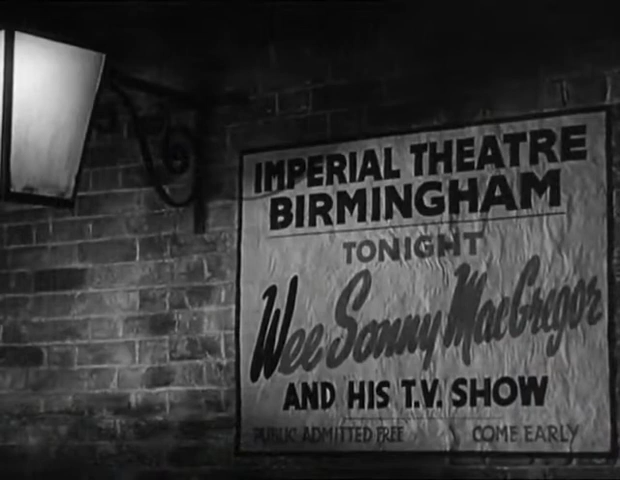 IMPERIAL THEATRE
BIRMINGHAM
TONIGHT
Wee Sonny MacGregor
AND HIS T.V. SHOW
PUBLIC ADMITTED FREE COME EARLY